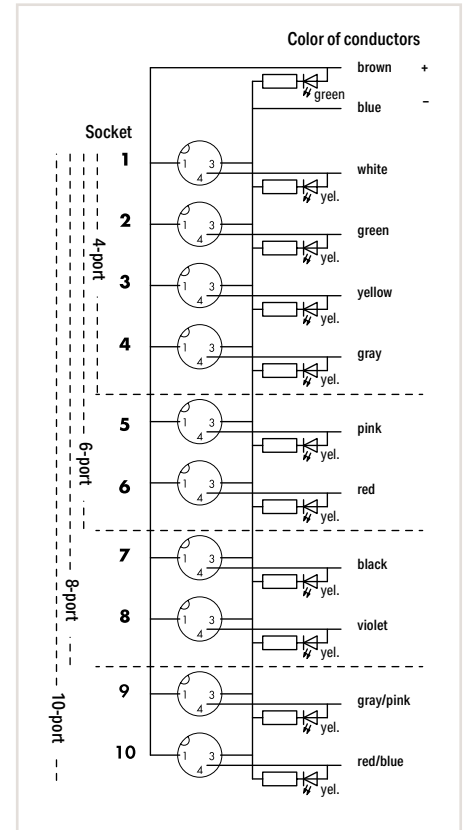 Color of conductors
brown +
green
blue –
Socket
1 1 3 4 white
yel.
2 1 3 4 green
yel.
3 1 3 4 yellow
yel.
4 1 3 4 gray
yel.
4-port
5 1 3 4 pink
yel.
6 1 3 4 red
yel.
6-port
7 1 3 4 black
yel.
8 1 3 4 violet
yel.
8-port
9 1 3 4 gray/pink
yel.
10 1 3 4 red/blue
yel.
10-port